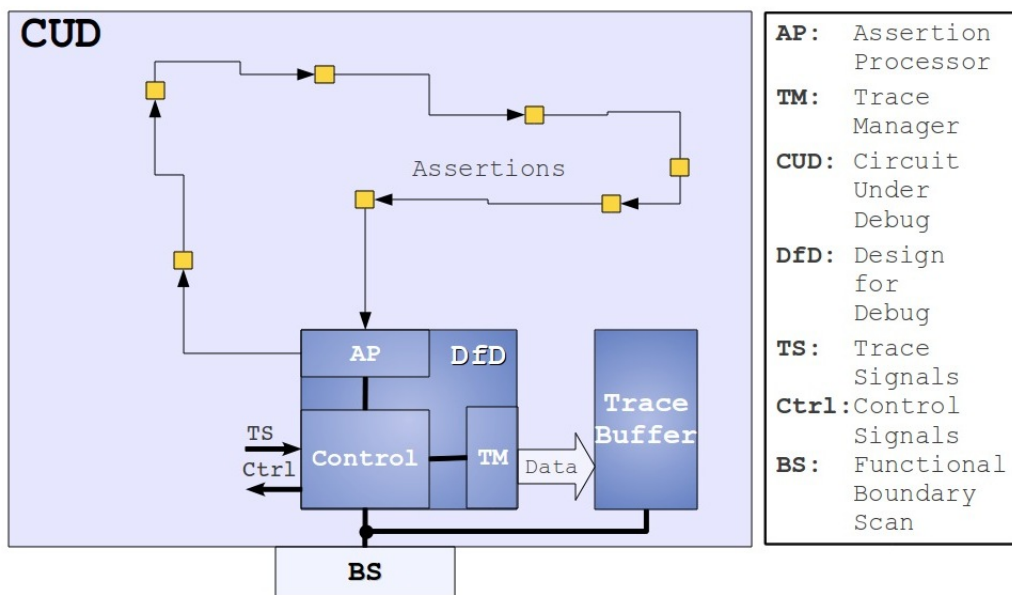 CUD
Assertions
AP
DfD
TS
Ctrl
Control
TM
Data
Trace
Buffer
BS
AP: Assertion
Processor
TM: Trace
Manager
CUD: Circuit
Under
Debug
DfD: Design
for
Debug
TS: Trace
Signals
Ctrl: Control
Signals
BS: Functional
Boundary
Scan